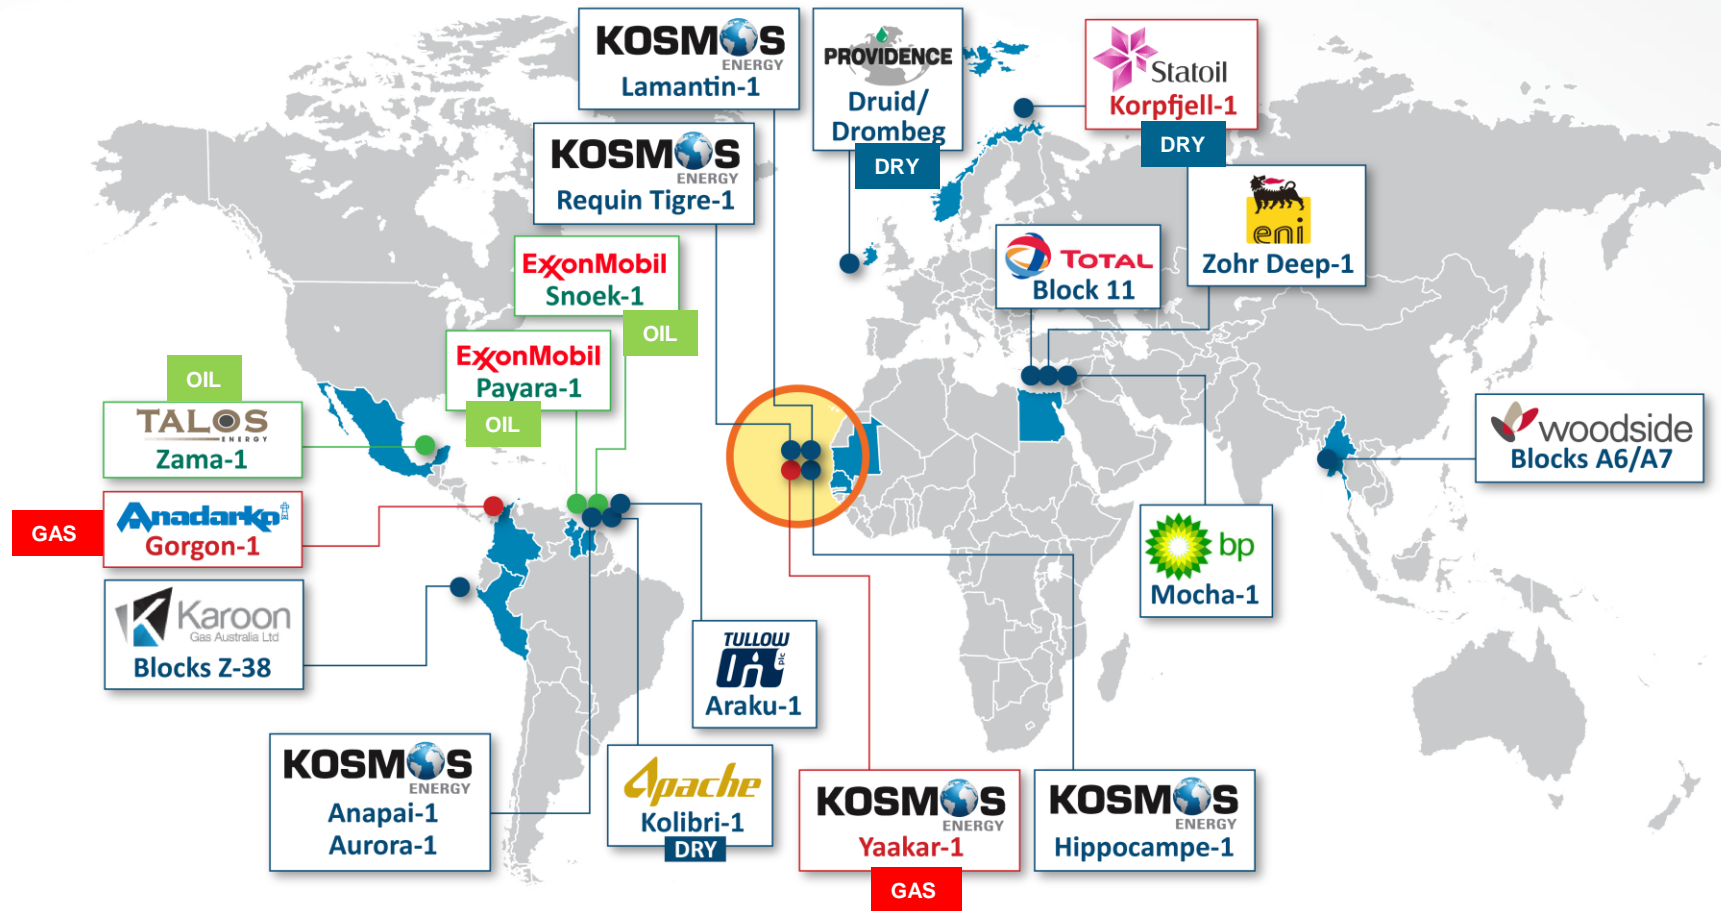 KOSMOS
ENERGY
Lamantin-1
PROVIDENCE
Druid/
Drombeg
DRY
Statoil
Korpfjell-1
DRY
KOSMOS
ENERGY
Requin Tigre-1
eni
Zohr Deep-1
TOTAL
Block 11
ExxonMobil
Snoek-1
OIL
ExxonMobil
Payara-1
OIL
OIL
TALOS
ENERGY
Zama-1
woodside
Blocks A6/A7
GAS
Anadarko
Gorgon-1
bp
Mocha-1
Karoon
Gas Australia Ltd
Blocks Z-38
TULLOW
Oil
plc
Araku-1
KOSMOS
ENERGY
Anapai-1
Aurora-1
Apache
Kolibri-1
DRY
KOSMOS
ENERGY
Yaakar-1
GAS
KOSMOS
ENERGY
Hippocampe-1